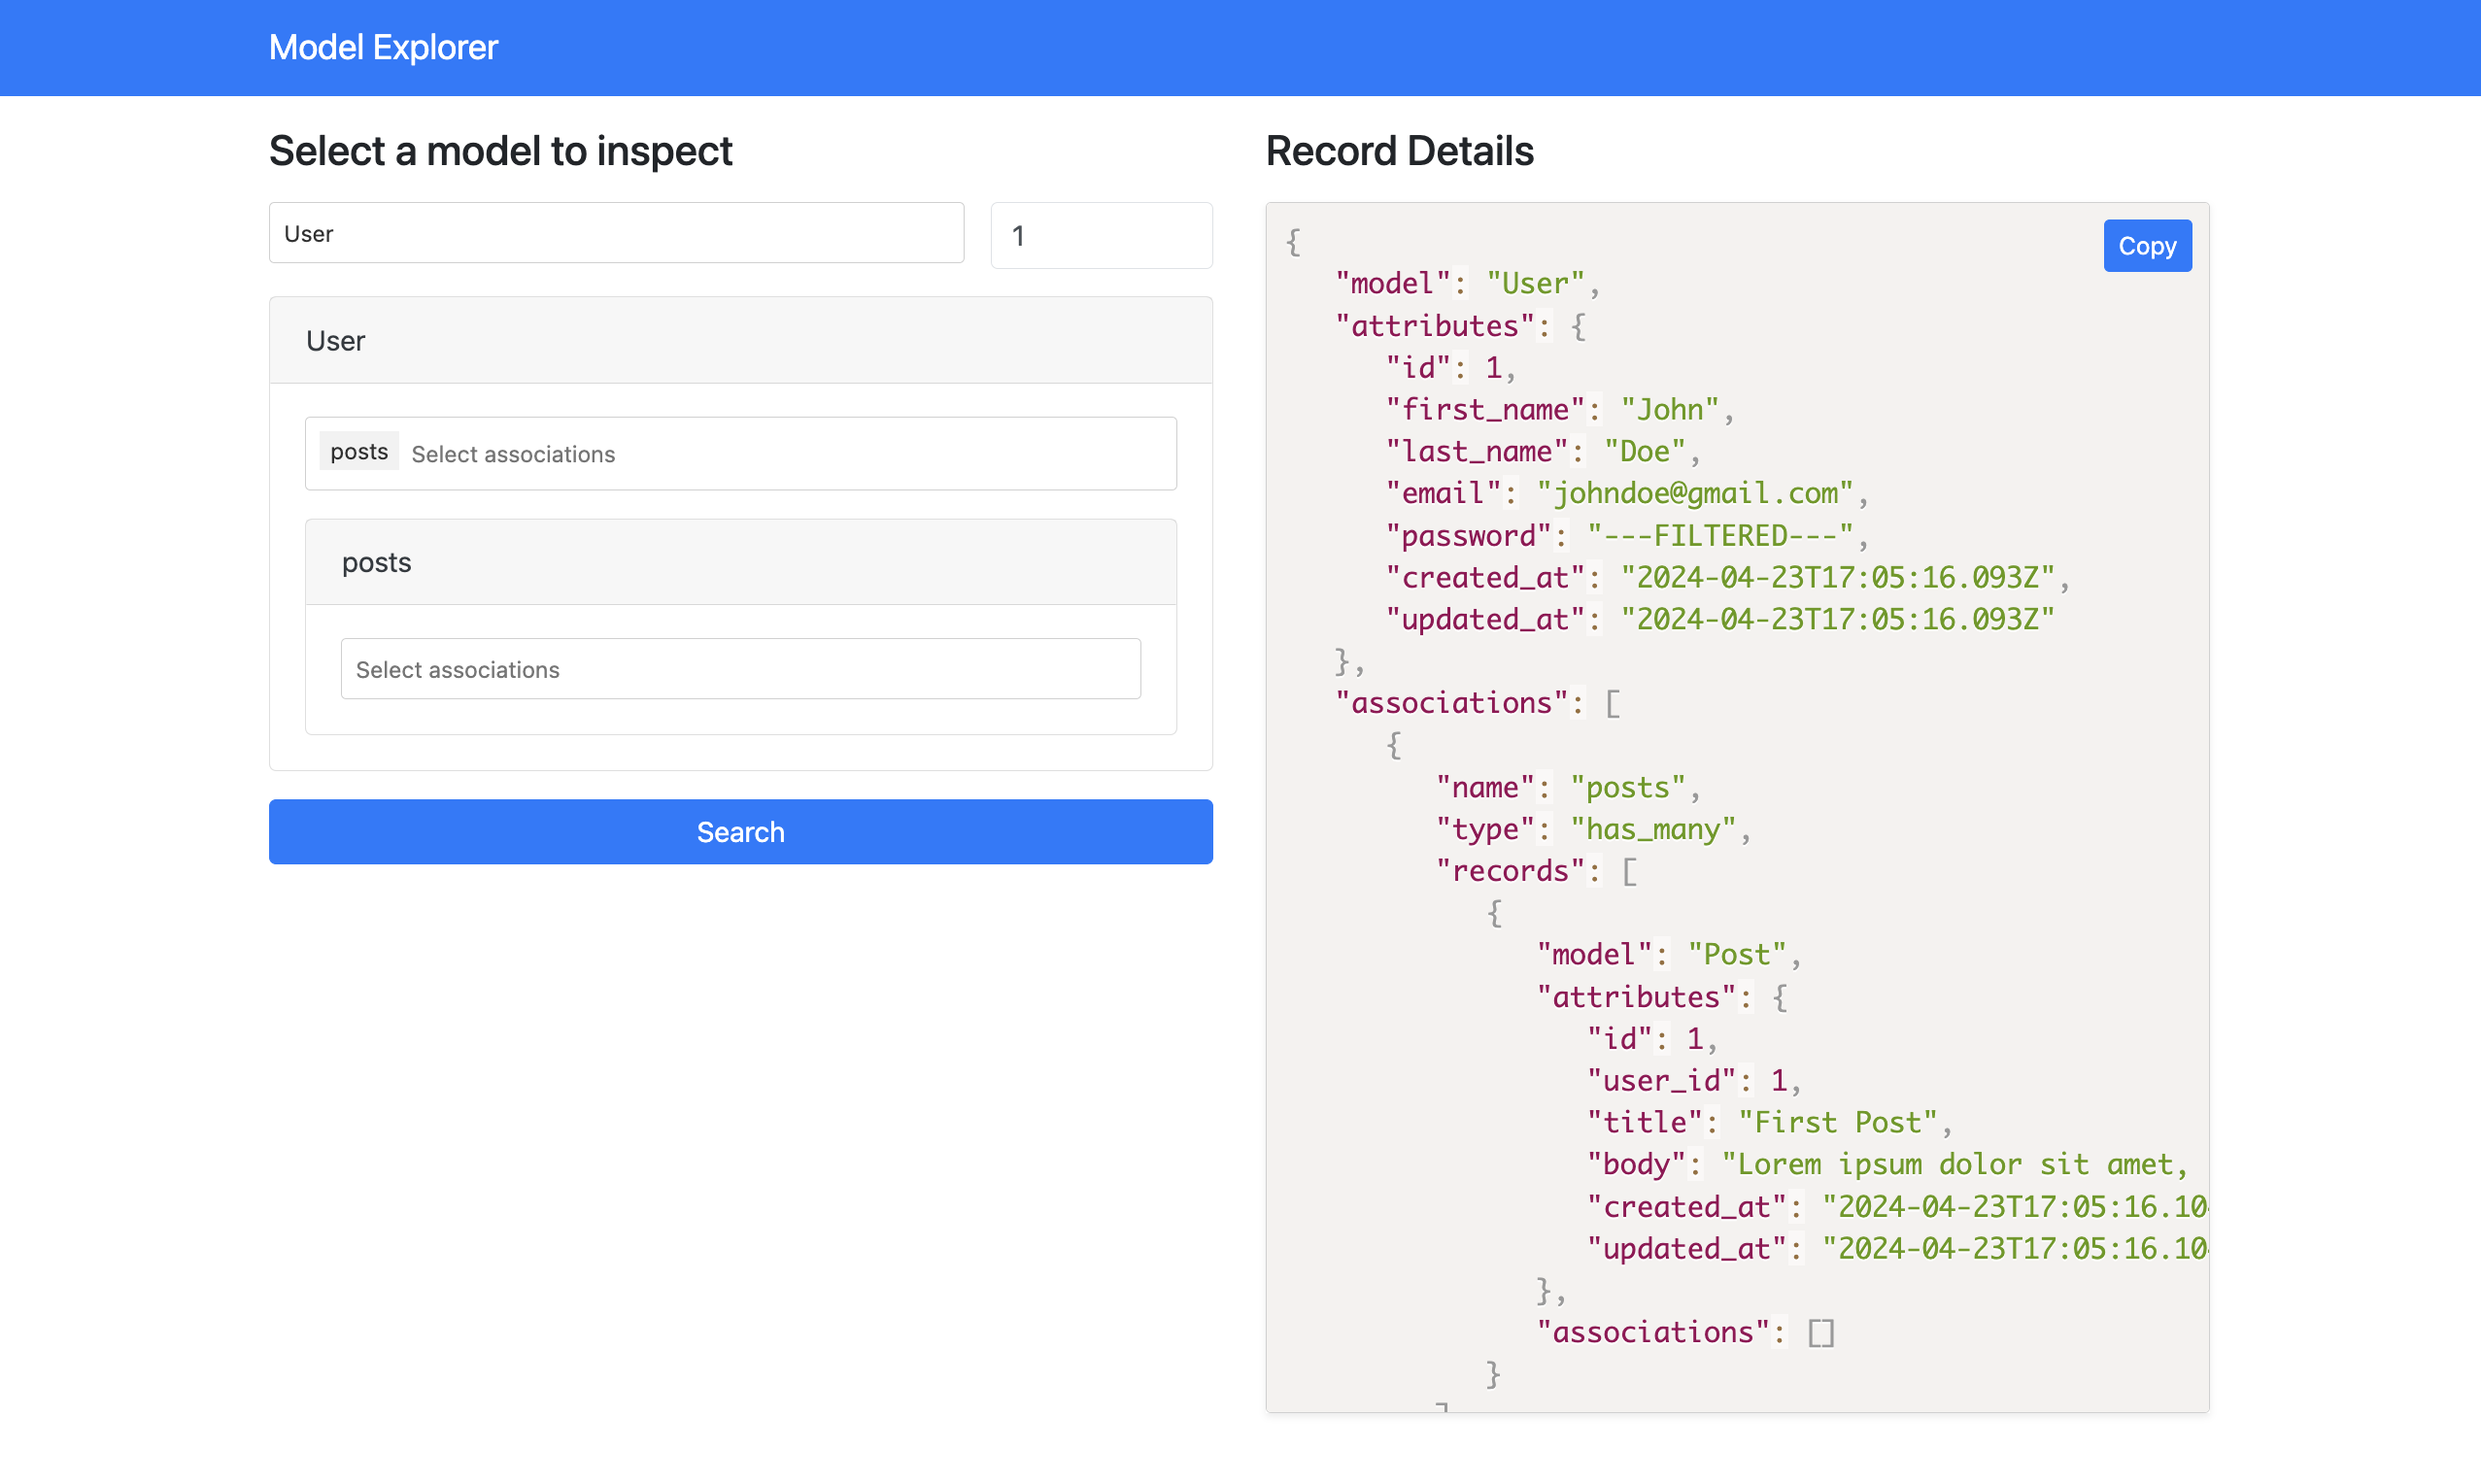 Model Explorer
Select a model to inspect
User
1
User
posts Select associations
posts
Select associations
Search
Record Details
Copy
{
"model": "User",
"attributes": {
"id": 1,
"first_name": "John",
"last_name": "Doe",
"email": "johndoe@gmail.com",
"password": "---FILTERED---",
"created_at": "2024-04-23T17:05:16.093Z",
"updated_at": "2024-04-23T17:05:16.093Z"
},
"associations": [
{
"name": "posts",
"type": "has_many",
"records": [
{
"model": "Post",
"attributes": {
"id": 1,
"user_id": 1,
"title": "First Post",
"body": "Lorem ipsum dolor sit amet,
"created_at": "2024-04-23T17:05:16.10
"updated_at": "2024-04-23T17:05:16.10
},
"associations": []
}
]